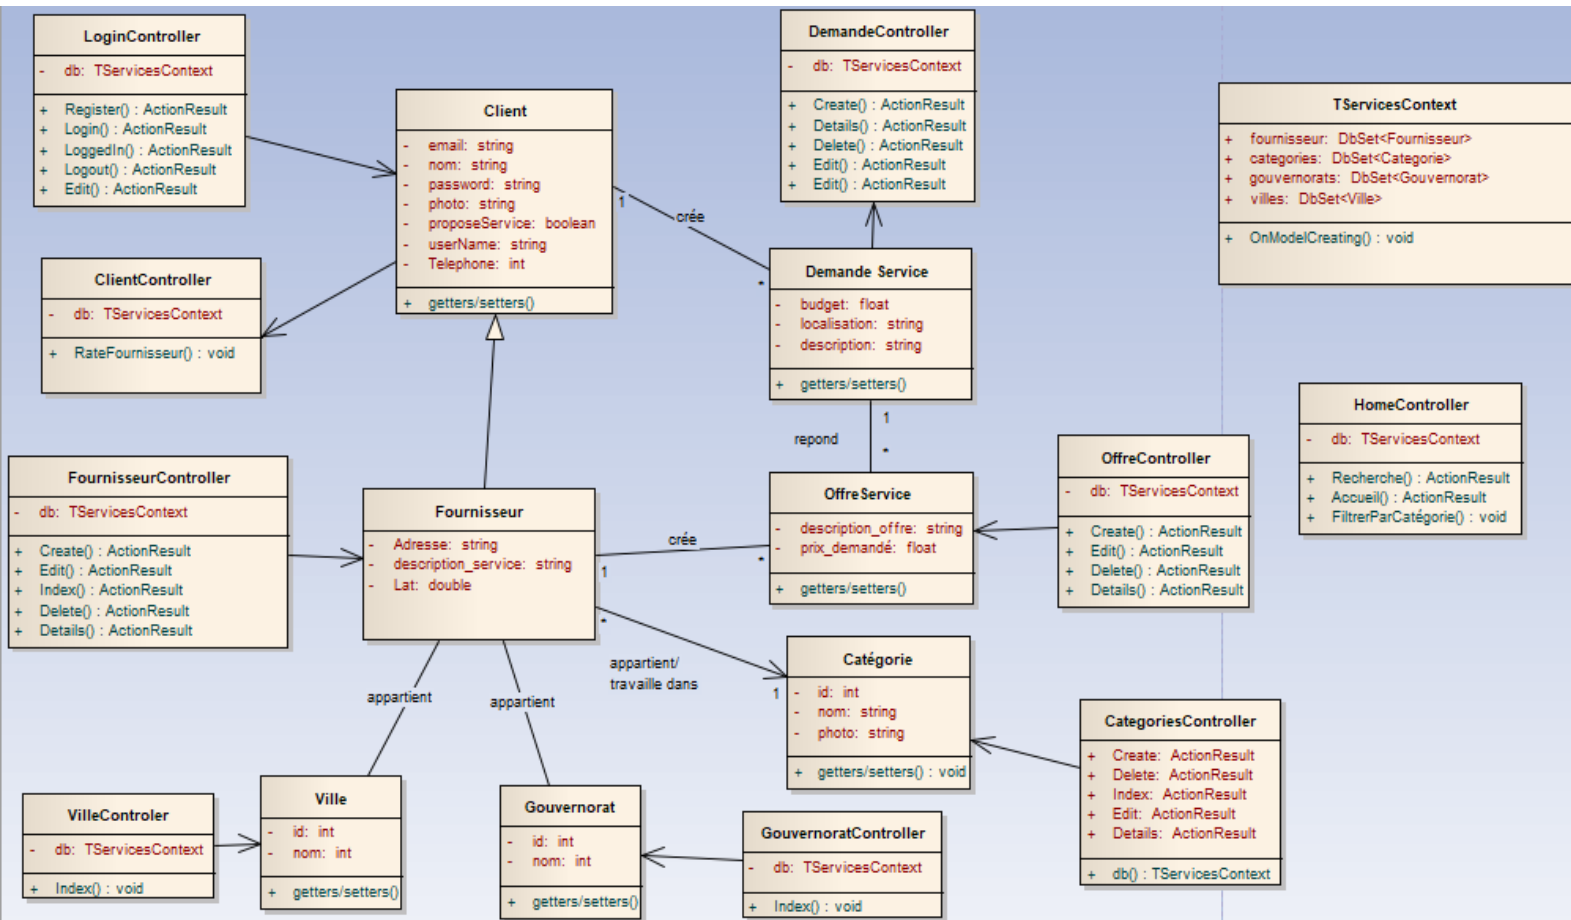 LoginController
- db: TServicesContext
+ Register() : ActionResult
+ Login() : ActionResult
+ LoggedIn() : ActionResult
+ Logout() : ActionResult
+ Edit() : ActionResult
Client
- email: string
- nom: string
- password: string
- photo: string
- proposeService: boolean
- userName: string
- Telephone: int
+ getters/setters()
DemandeController
- db: TServicesContext
+ Create() : ActionResult
+ Details() : ActionResult
+ Delete() : ActionResult
+ Edit() : ActionResult
+ Edit() : ActionResult
TServicesContext
+ fournisseur: DbSet<Fournisseur>
+ categories: DbSet<Categorie>
+ gouvernorats: DbSet<Gouvernorat>
+ villes: DbSet<Ville>
+ OnModelCreating() : void
1
crée
*
ClientController
- db: TServicesContext
+ RateFournisseur() : void
Demande Service
- budget: float
- localisation: string
- description: string
+ getters/setters()
1
repond
*
HomeController
- db: TServicesContext
+ Recherche() : ActionResult
+ Accueil() : ActionResult
+ FiltrerParCatégorie() : void
FournisseurController
- db: TServicesContext
+ Create() : ActionResult
+ Edit() : ActionResult
+ Index() : ActionResult
+ Delete() : ActionResult
+ Details() : ActionResult
Fournisseur
- Adresse: string
- description_service: string
- Lat: double
crée
1
*
OffreService
- description_offre: string
- prix_demandé: float
+ getters/setters()
OffreController
- db: TServicesContext
+ Create() : ActionResult
+ Edit() : ActionResult
+ Delete() : ActionResult
+ Details() : ActionResult
*
appartient/
travaille dans
1
appartient
appartient
Catégorie
- id: int
- nom: string
- photo: string
+ getters/setters() : void
CategoriesController
+ Create: ActionResult
+ Delete: ActionResult
+ Index: ActionResult
+ Edit: ActionResult
+ Details: ActionResult
+ db() : TServicesContext
VilleControler
- db: TServicesContext
+ Index() : void
Ville
- id: int
- nom: int
+ getters/setters()
Gouvernorat
- id: int
- nom: int
+ getters/setters()
GouvernoratController
- db: TServicesContext
+ Index() : void